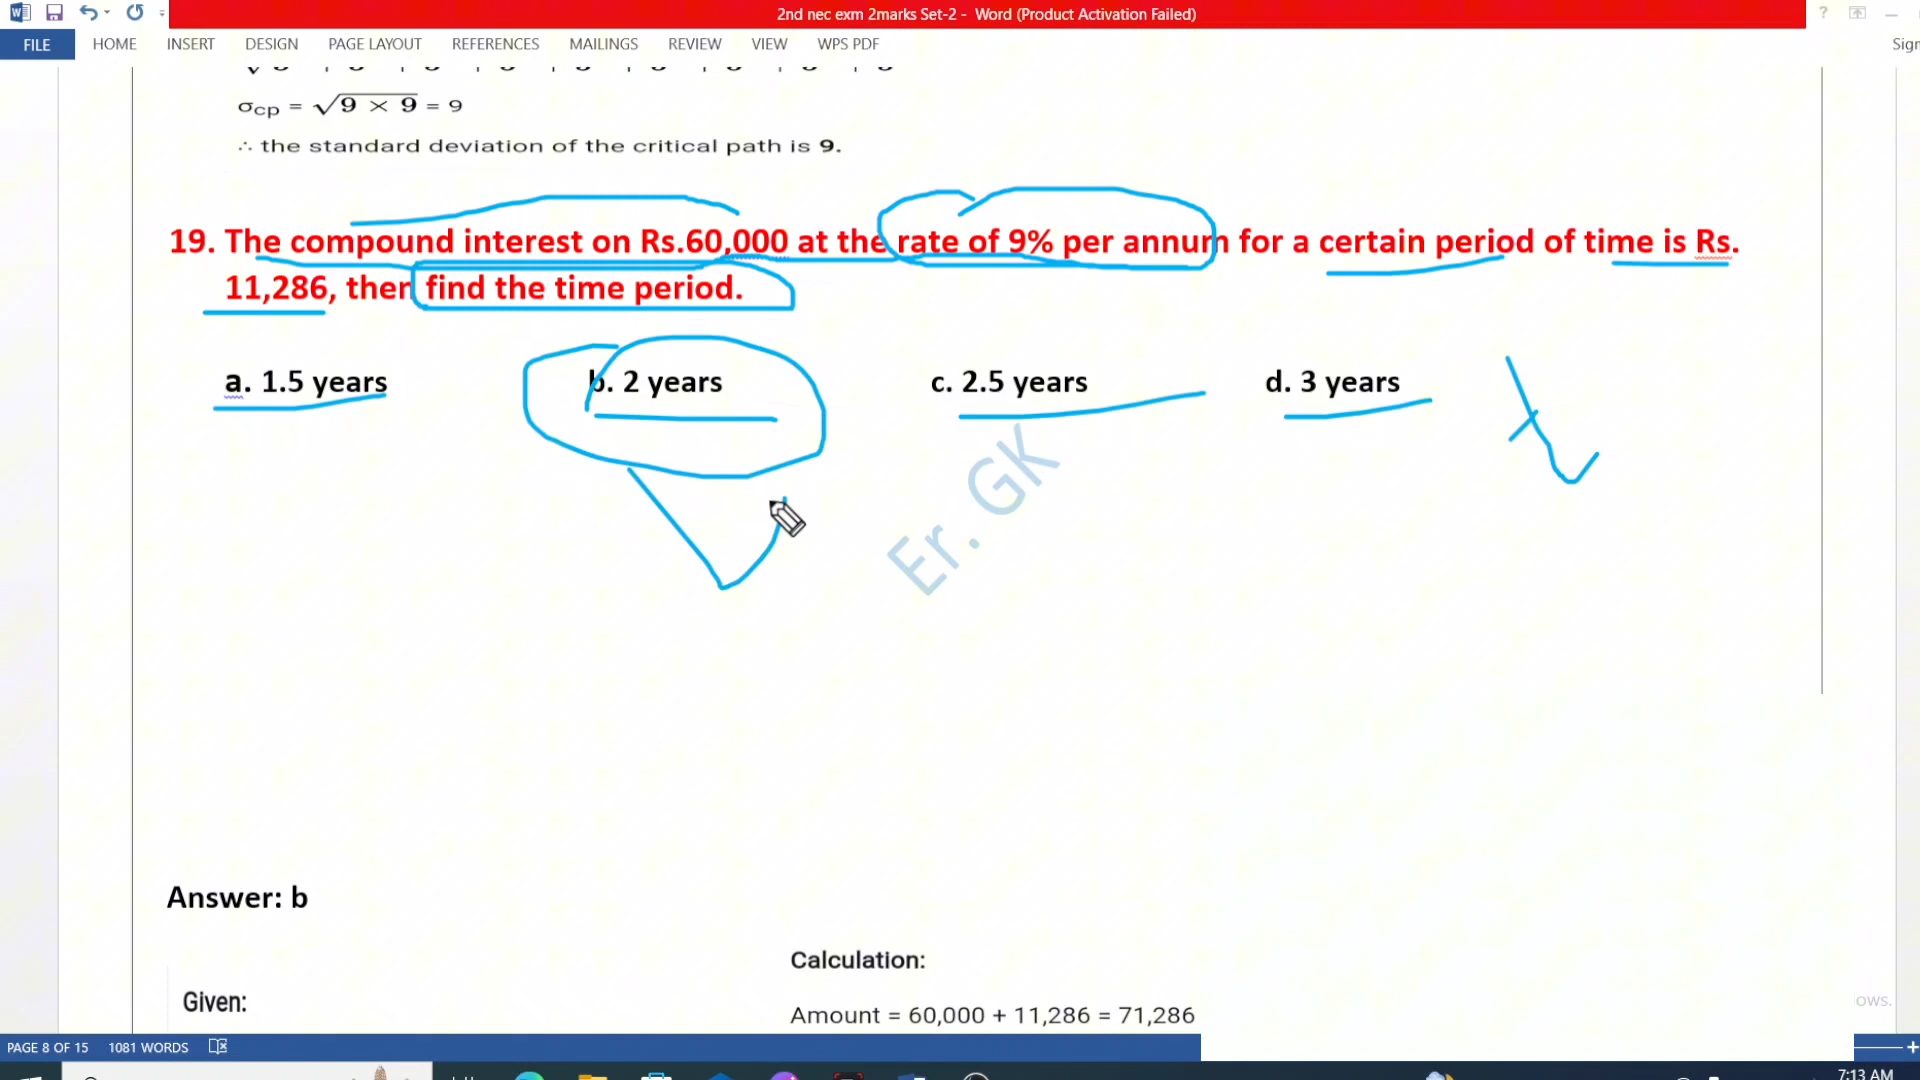 2nd nec exm 2marks Set-2 - Word (Product Activation Failed)
FILE HOME INSERT DESIGN PAGE LAYOUT REFERENCES MAILINGS REVIEW VIEW WPS PDF Sign
σcp = √9 × 9 = 9
∴ the standard deviation of the critical path is 9.
19. The compound interest on Rs.60,000 at the rate of 9% per annum for a certain period of time is Rs.
11,286, then find the time period.
a. 1.5 years b. 2 years c. 2.5 years d. 3 years
Er. GK
Answer: b
Calculation:
Given:
Amount = 60,000 + 11,286 = 71,286
ows.
PAGE 8 OF 15 1081 WORDS
7:13 AM